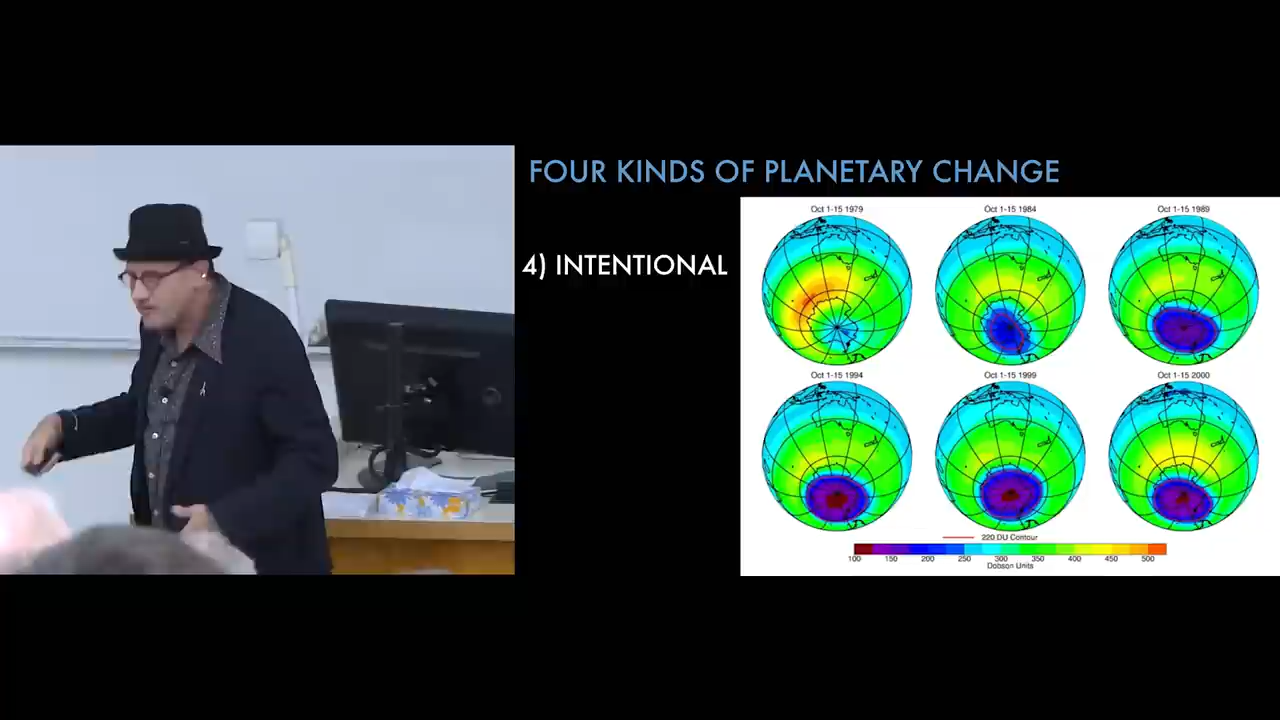 FOUR KINDS OF PLANETARY CHANGE
4) INTENTIONAL
Oct 1-15 1979
Oct 1-15 1984
Oct 1-15 1989
Oct 1-15 1994
Oct 1-15 1999
Oct 1-15 2000
220 DU Contour
100 150 200 250 300 350 400 450 500
Dobson Units